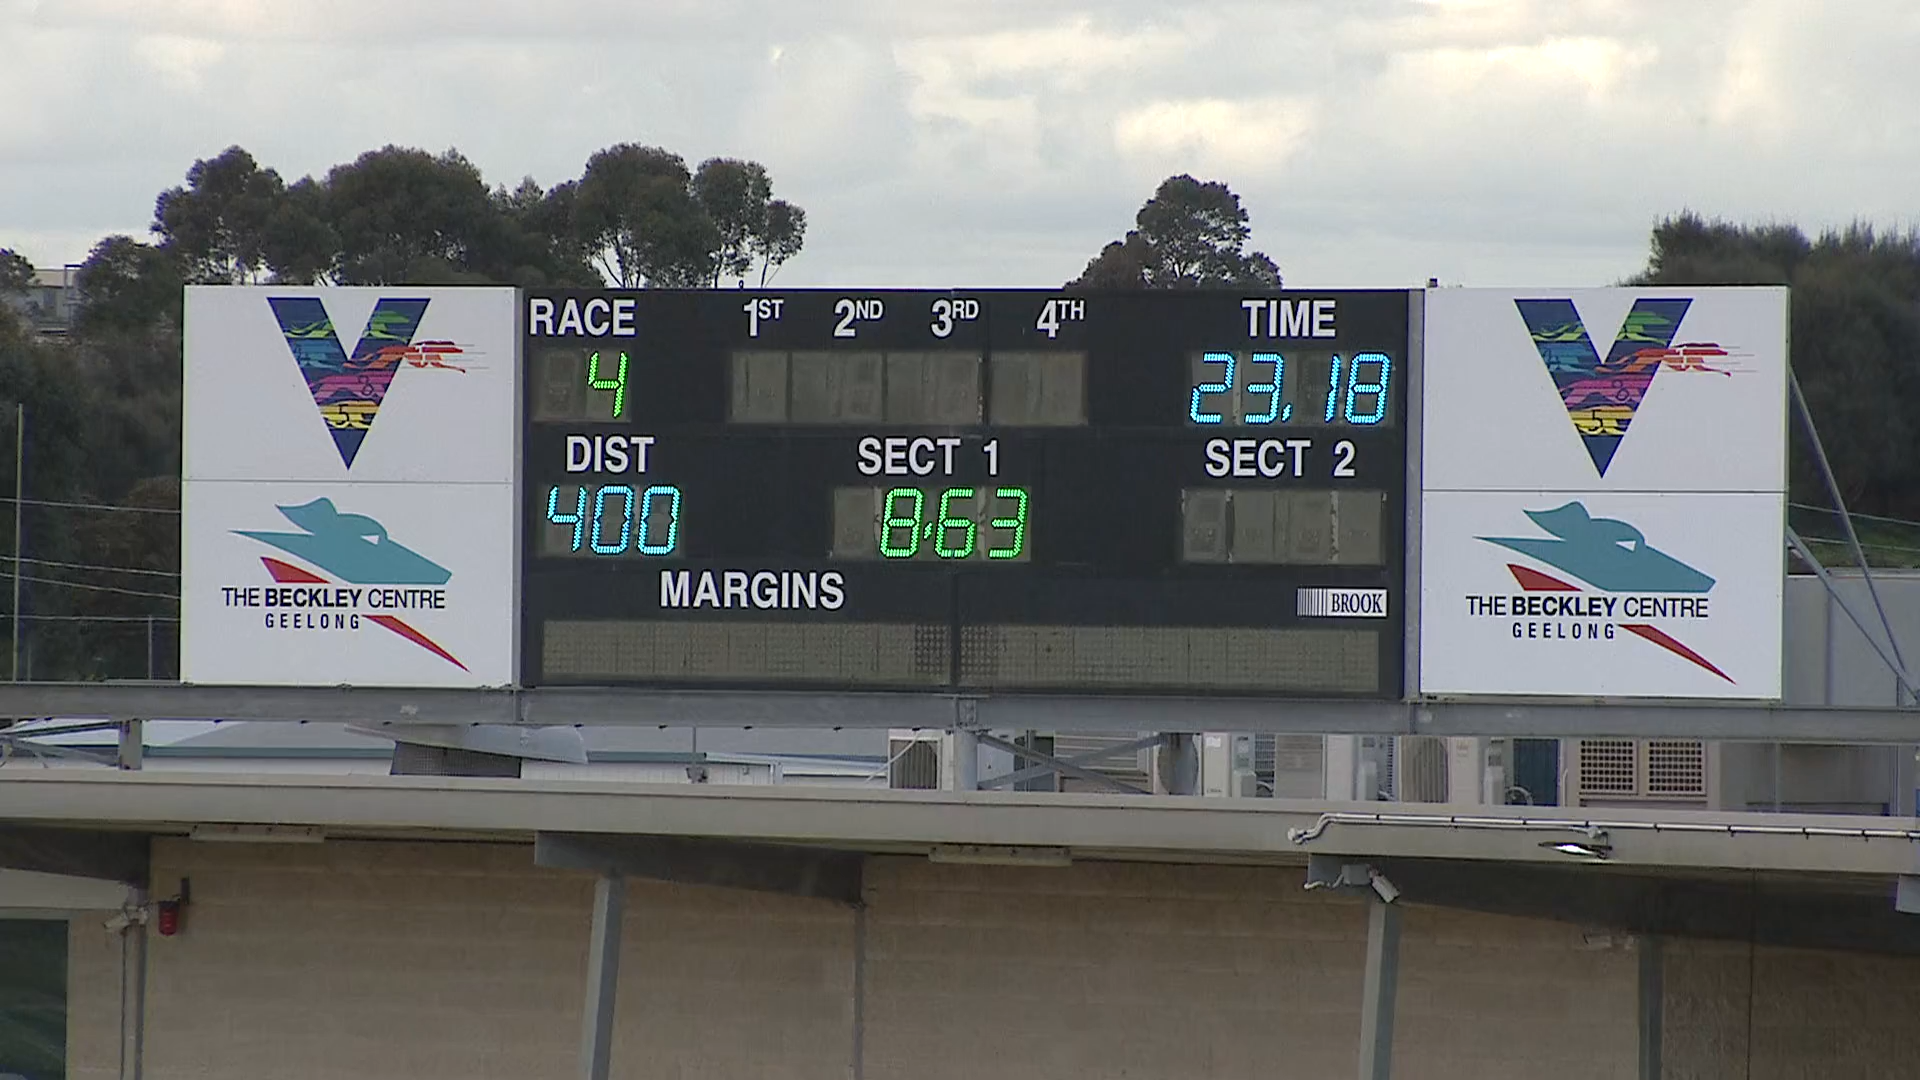 RACE 1ST 2ND 3RD 4TH TIME
4 23.18
DIST SECT 1 SECT 2
400 8.63
MARGINS
BROOK
THE BECKLEY CENTRE
GEELONG
THE BECKLEY CENTRE
GEELONG